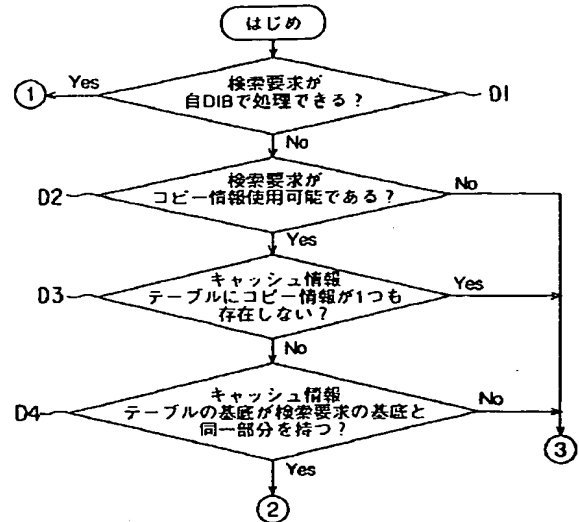 はじめ
検索要求が
自DIBで処理できる?
Yes
①
D1
No
検索要求が
コピー情報使用可能である?
D2
No
Yes
キャッシュ情報
テーブルにコピー情報が1つも
存在しない?
D3
Yes
No
キャッシュ情報
テーブルの基底が検索要求の基底と
同一部分を持つ?
D4
No
③
Yes
②